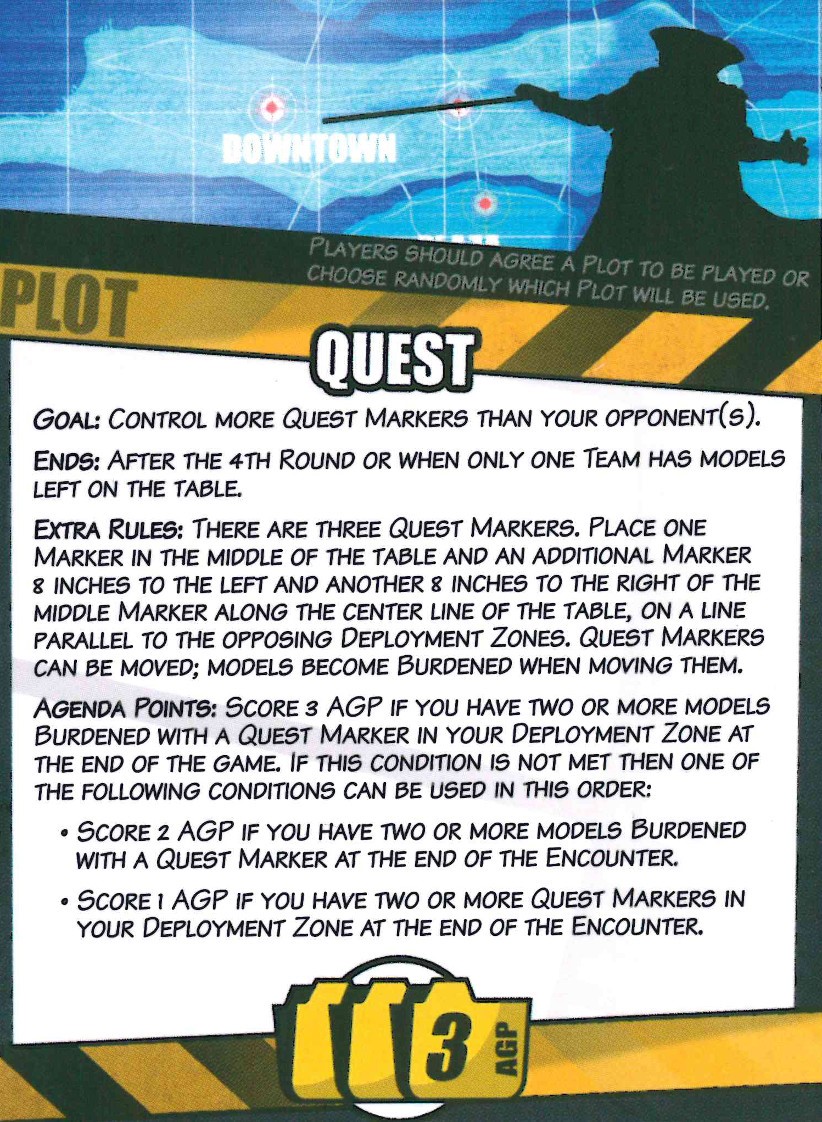 DOWNTOWN
PLAYERS SHOULD AGREE A PLOT TO BE PLAYED OR
CHOOSE RANDOMLY WHICH PLOT WILL BE USED.
PLOT
QUEST
GOAL: CONTROL MORE QUEST MARKERS THAN YOUR OPPONENT(S).
ENDS: AFTER THE 4TH ROUND OR WHEN ONLY ONE TEAM HAS MODELS
LEFT ON THE TABLE.
EXTRA RULES: THERE ARE THREE QUEST MARKERS. PLACE ONE
MARKER IN THE MIDDLE OF THE TABLE AND AN ADDITIONAL MARKER
8 INCHES TO THE LEFT AND ANOTHER 8 INCHES TO THE RIGHT OF THE
MIDDLE MARKER ALONG THE CENTER LINE OF THE TABLE, ON A LINE
PARALLEL TO THE OPPOSING DEPLOYMENT ZONES. QUEST MARKERS
CAN BE MOVED; MODELS BECOME BURDENED WHEN MOVING THEM.
AGENDA POINTS: SCORE 3 AGP IF YOU HAVE TWO OR MORE MODELS
BURDENED WITH A QUEST MARKER IN YOUR DEPLOYMENT ZONE AT
THE END OF THE GAME. IF THIS CONDITION IS NOT MET THEN ONE OF
THE FOLLOWING CONDITIONS CAN BE USED IN THIS ORDER:
• SCORE 2 AGP IF YOU HAVE TWO OR MORE MODELS BURDENED
WITH A QUEST MARKER AT THE END OF THE ENCOUNTER.
• SCORE 1 AGP IF YOU HAVE TWO OR MORE QUEST MARKERS IN
YOUR DEPLOYMENT ZONE AT THE END OF THE ENCOUNTER.
3 AGP